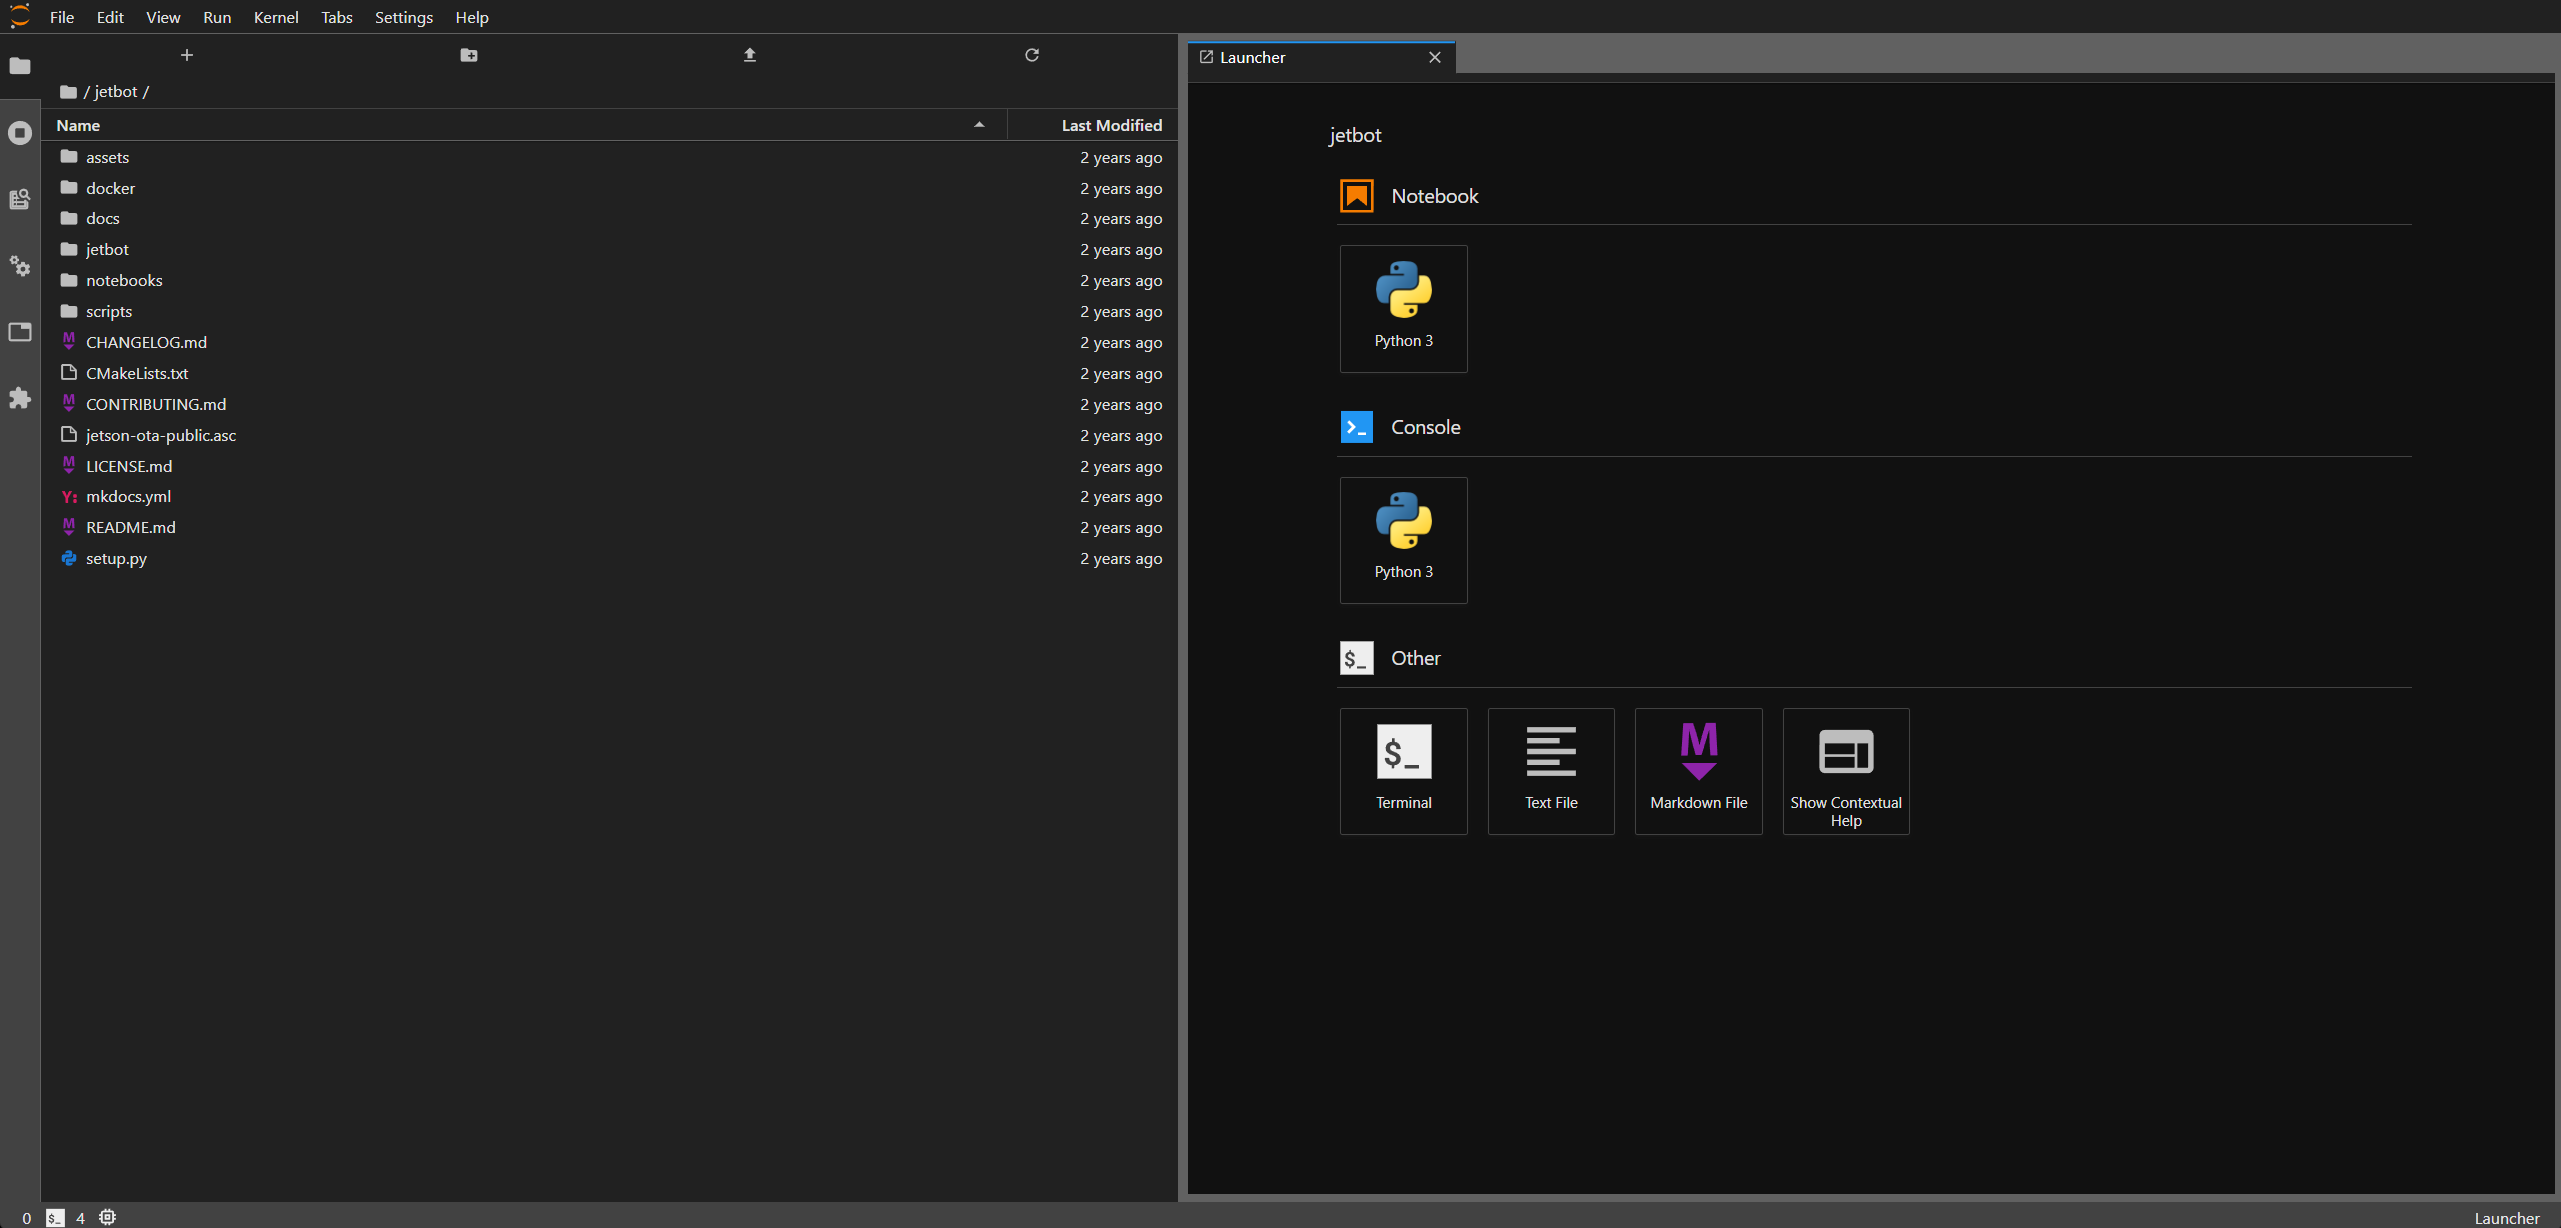 File Edit View Run Kernel Tabs Settings Help
Launcher
/ jetbot /
Name Last Modified
assets 2 years ago
docker 2 years ago
docs 2 years ago
jetbot 2 years ago
notebooks 2 years ago
scripts 2 years ago
CHANGELOG.md 2 years ago
CMakeLists.txt 2 years ago
CONTRIBUTING.md 2 years ago
jetson-ota-public.asc 2 years ago
LICENSE.md 2 years ago
mkdocs.yml 2 years ago
README.md 2 years ago
setup.py 2 years ago
jetbot
Notebook
Python 3
Console
Python 3
$_ Other
$_
Terminal
Text File
M
Markdown File
Show Contextual
Help
0 $_ 4
Launcher